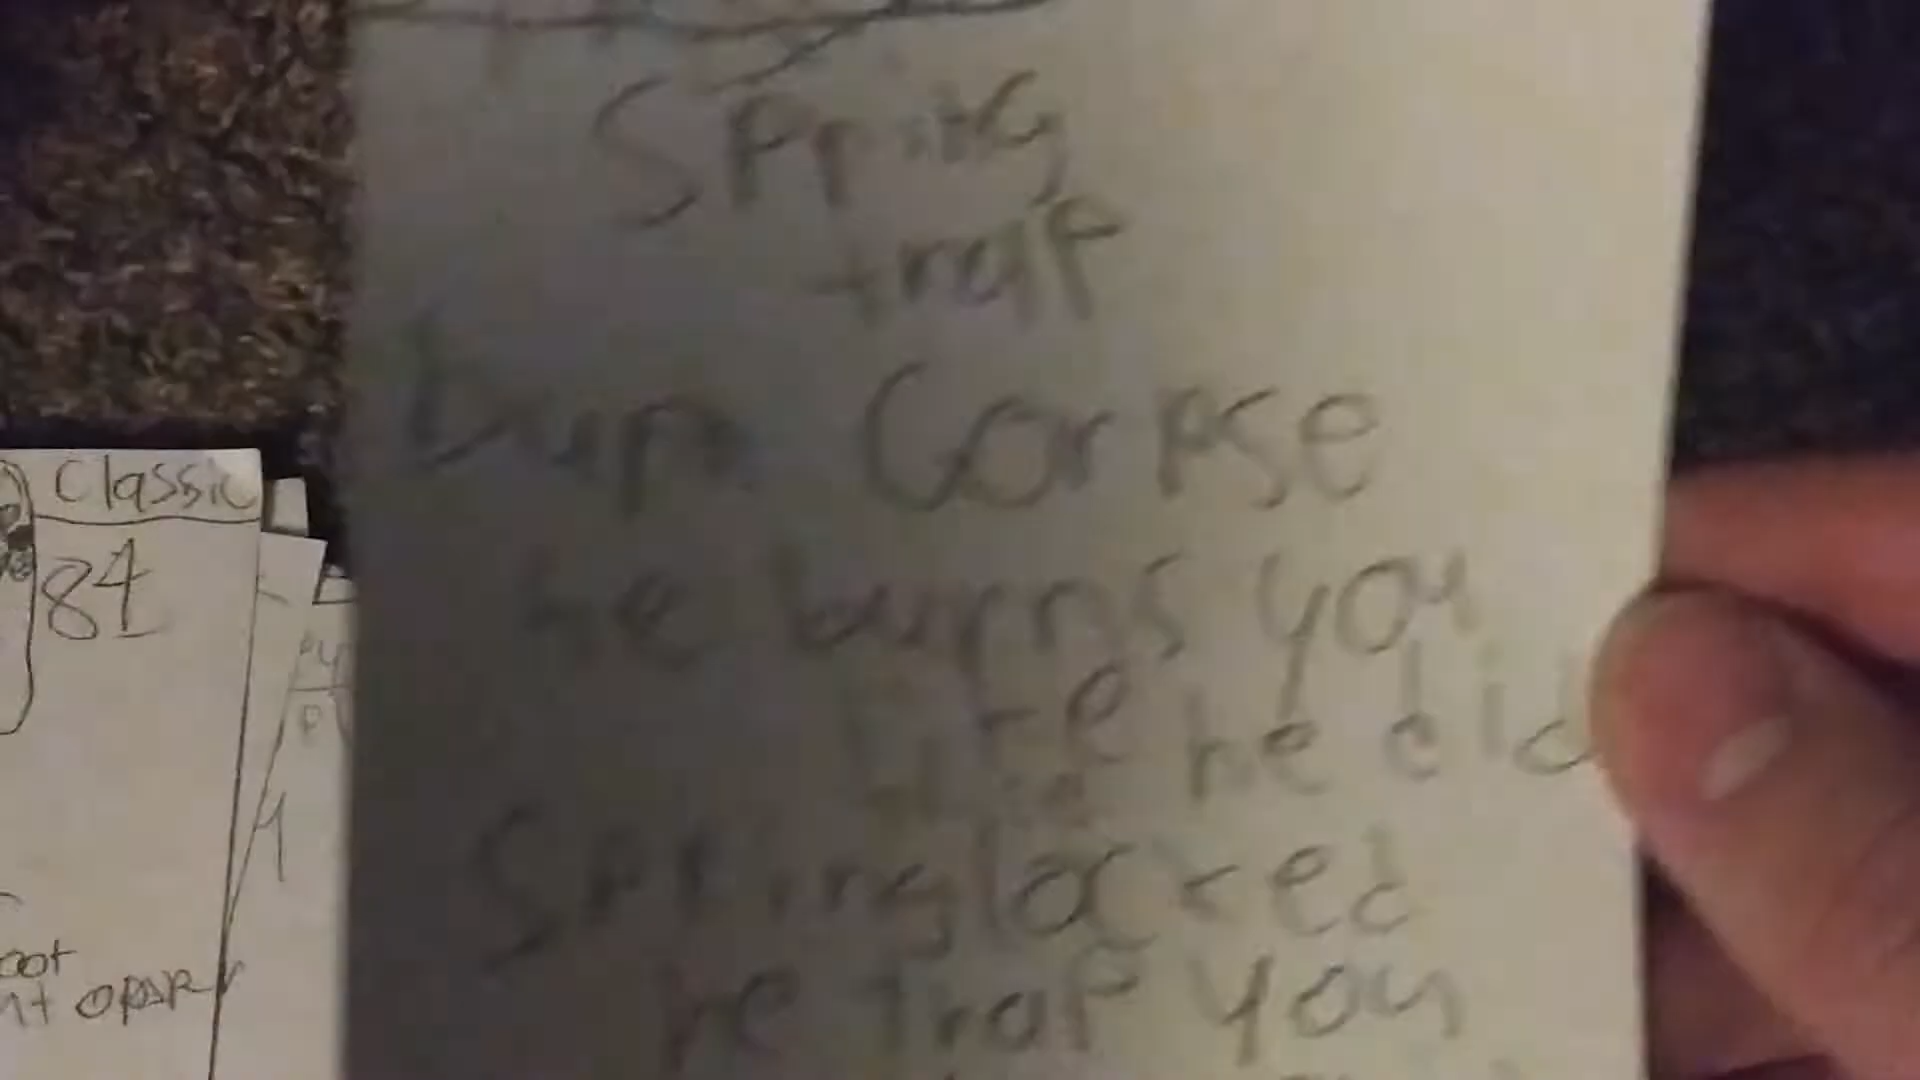 Spring
trap
Burn Corpse
he burns you
like he did
Springlocked
he trap you
Classic
84